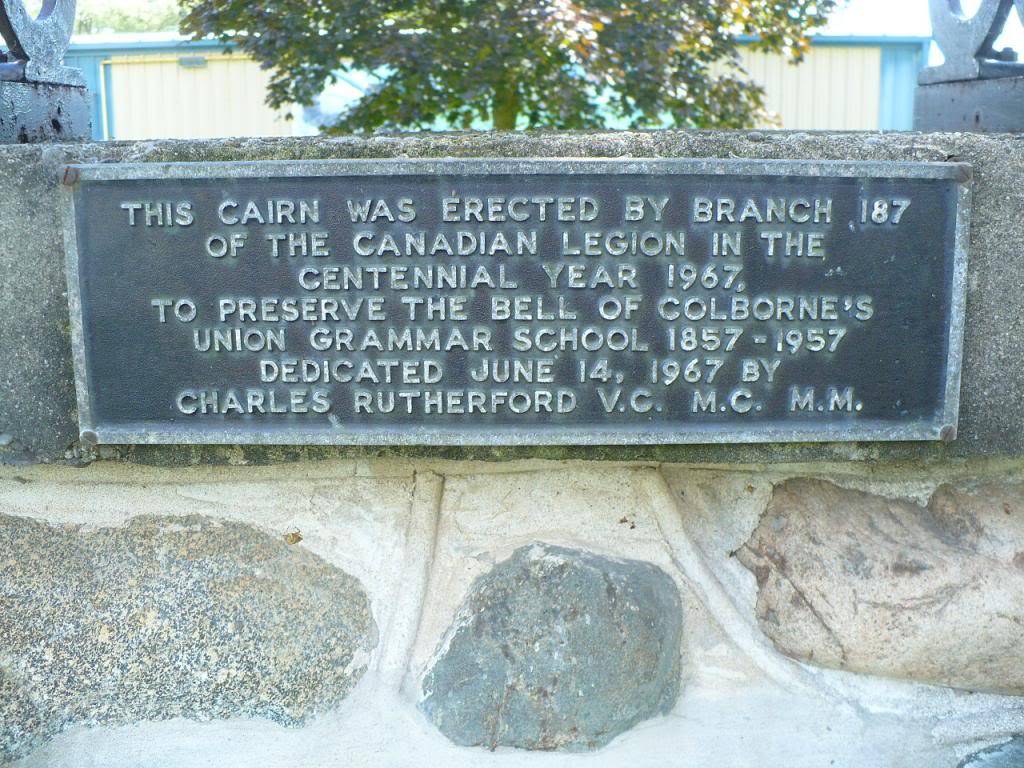 THIS CAIRN WAS ERECTED BY BRANCH 187
OF THE CANADIAN LEGION IN THE
CENTENNIAL YEAR 1967,
TO PRESERVE THE BELL OF COLBORNE'S
UNION GRAMMAR SCHOOL 1857 - 1957
DEDICATED JUNE 14, 1967 BY
CHARLES RUTHERFORD V.C. M.C. M.M.